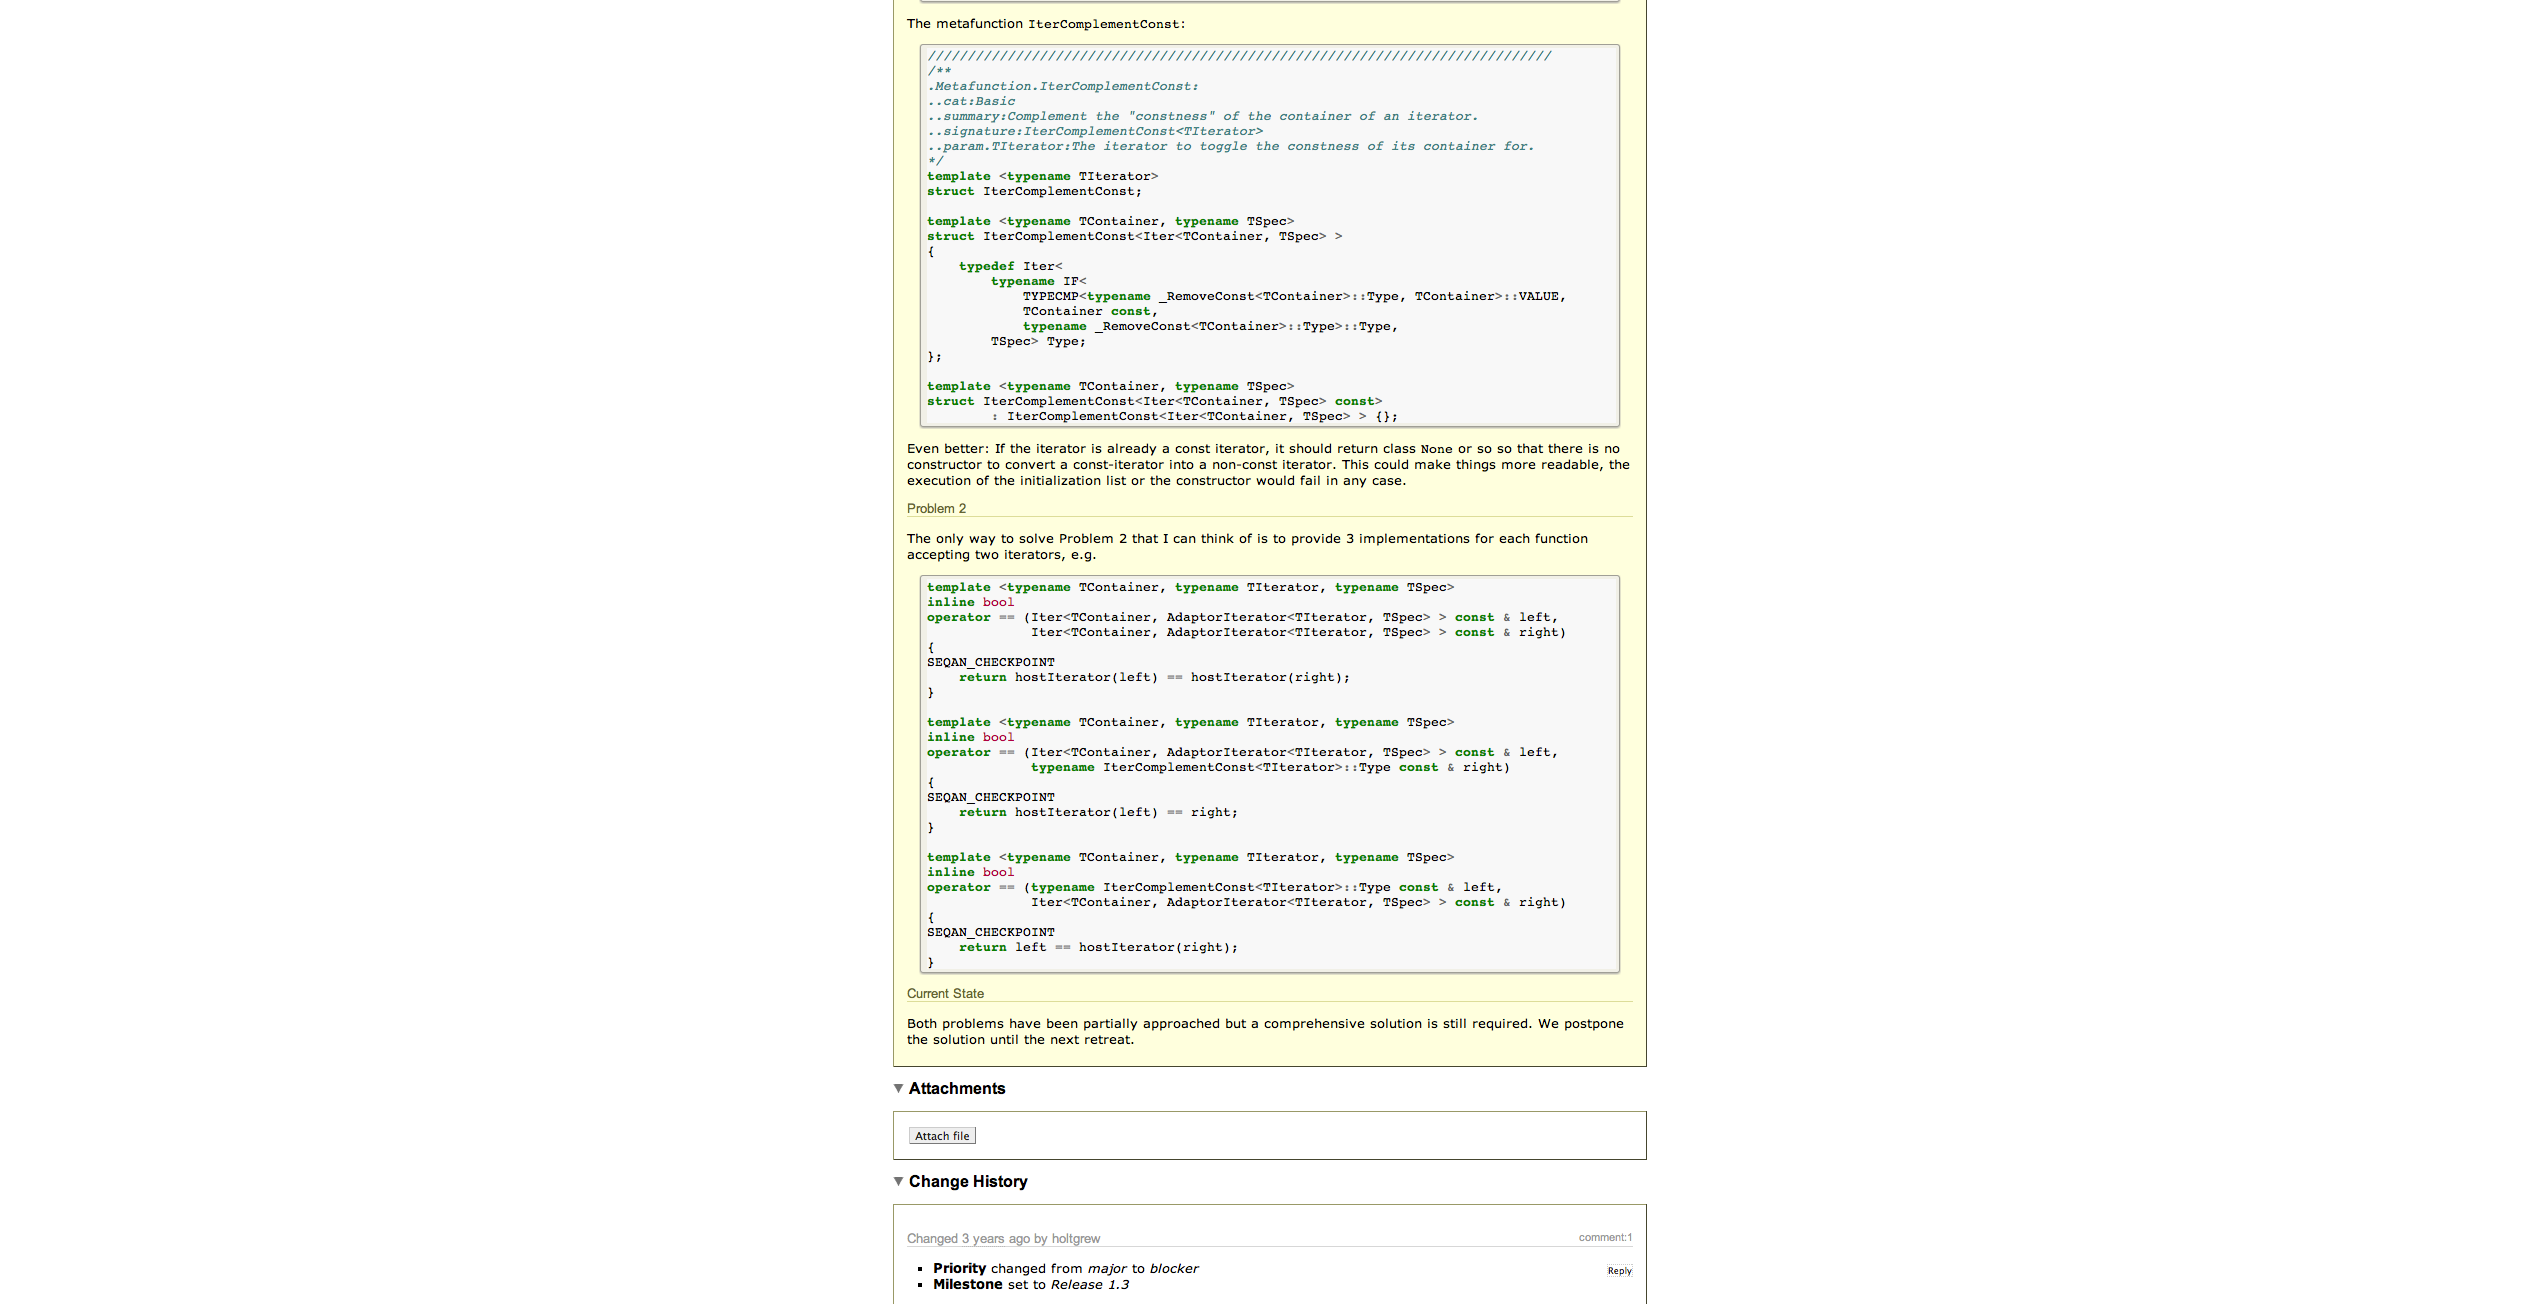 The metafunction IterComplementConst:
//////////////////////////////////////////////////////////////////////////////
/**
.Metafunction.IterComplementConst:
..cat:Basic
..summary:Complement the "constness" of the container of an iterator.
..signature:IterComplementConst<TIterator>
..param.TIterator:The iterator to toggle the constness of its container for.
*/
template <typename TIterator>
struct IterComplementConst;
template <typename TContainer, typename TSpec>
struct IterComplementConst<Iter<TContainer, TSpec> >
{
    typedef Iter<
        typename IF<
            TYPECMP<typename _RemoveConst<TContainer>::Type, TContainer>::VALUE,
            TContainer const,
            typename _RemoveConst<TContainer>::Type>::Type,
        TSpec> Type;
};
template <typename TContainer, typename TSpec>
struct IterComplementConst<Iter<TContainer, TSpec> const>
        : IterComplementConst<Iter<TContainer, TSpec> > {};
Even better: If the iterator is already a const iterator, it should return class None or so so that there is no
constructor to convert a const-iterator into a non-const iterator. This could make things more readable, the
execution of the initialization list or the constructor would fail in any case.
Problem 2
The only way to solve Problem 2 that I can think of is to provide 3 implementations for each function
accepting two iterators, e.g.
template <typename TContainer, typename TIterator, typename TSpec>
inline bool
operator == (Iter<TContainer, AdaptorIterator<TIterator, TSpec> > const & left,
             Iter<TContainer, AdaptorIterator<TIterator, TSpec> > const & right)
{
SEQAN_CHECKPOINT
    return hostIterator(left) == hostIterator(right);
}
template <typename TContainer, typename TIterator, typename TSpec>
inline bool
operator == (Iter<TContainer, AdaptorIterator<TIterator, TSpec> > const & left,
             typename IterComplementConst<TIterator>::Type const & right)
{
SEQAN_CHECKPOINT
    return hostIterator(left) == right;
}
template <typename TContainer, typename TIterator, typename TSpec>
inline bool
operator == (typename IterComplementConst<TIterator>::Type const & left,
             Iter<TContainer, AdaptorIterator<TIterator, TSpec> > const & right)
{
SEQAN_CHECKPOINT
    return left == hostIterator(right);
}
Current State
Both problems have been partially approached but a comprehensive solution is still required. We postpone
the solution until the next retreat.
▼ Attachments
Attach file
▼ Change History
Changed 3 years ago by holtgrew comment:1
▪ Priority changed from major to blocker
Reply
▪ Milestone set to Release 1.3